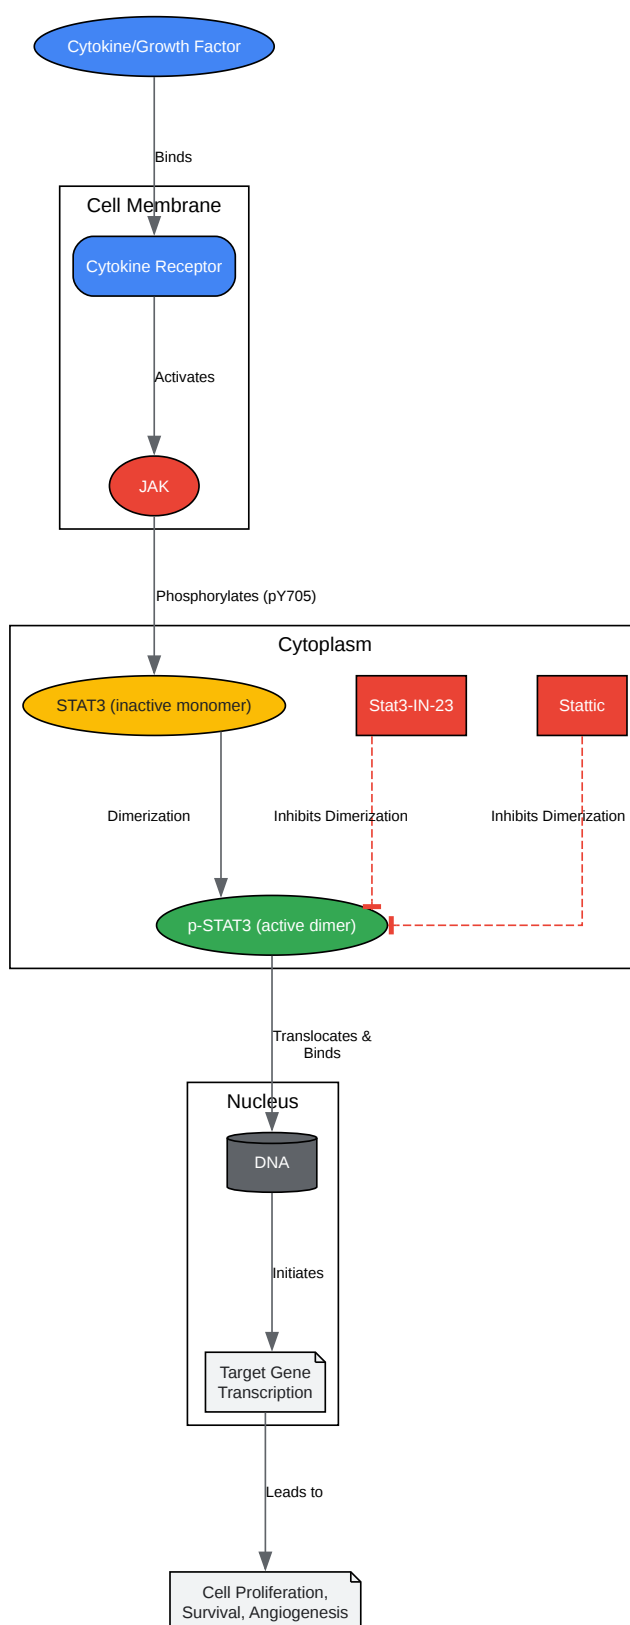 Cytokine/Growth Factor
Binds
Cell Membrane
Cytokine Receptor
Activates
JAK
Phosphorylates (pY705)
Cytoplasm
STAT3 (inactive monomer)
Stat3-IN-23
Stattic
Dimerization
Inhibits Dimerization
Inhibits Dimerization
p-STAT3 (active dimer)
Translocates &
Binds
Nucleus
DNA
Initiates
Target Gene
Transcription
Leads to
Cell Proliferation,
Survival, Angiogenesis